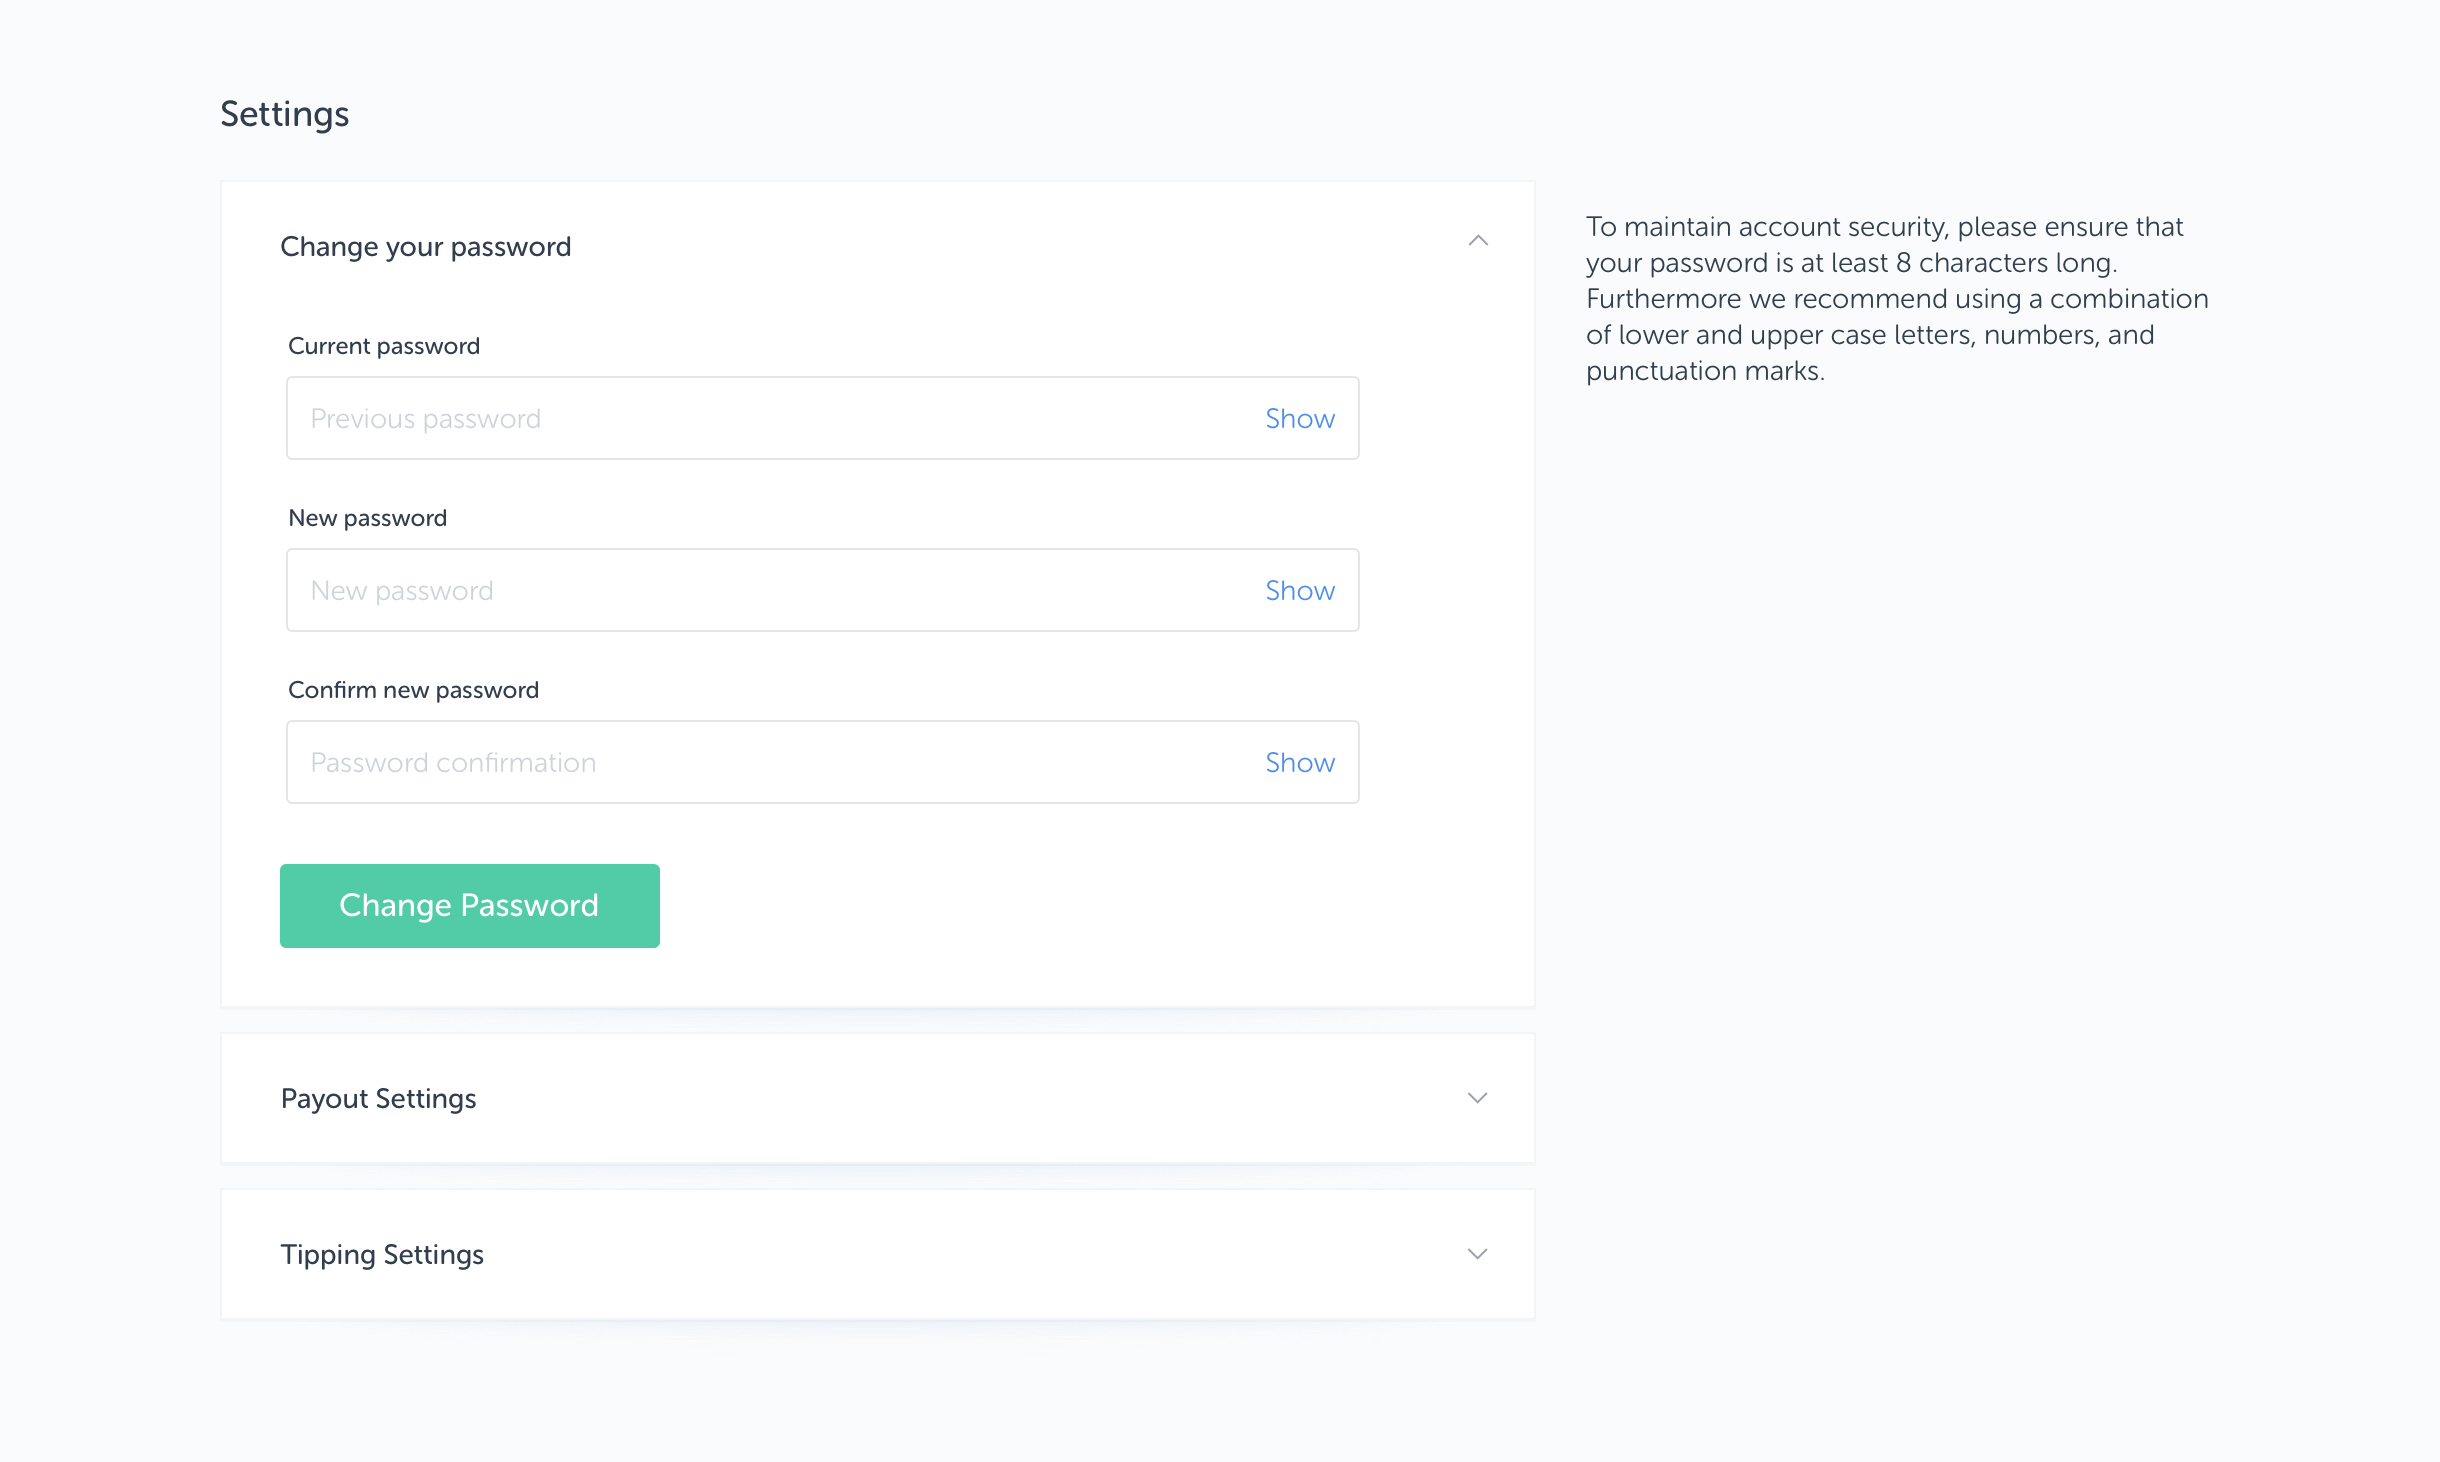 Settings
Change your password
To maintain account security, please ensure that
your password is at least 8 characters long.
Furthermore we recommend using a combination
of lower and upper case letters, numbers, and
punctuation marks.
Current password
Previous password Show
New password
New password Show
Confirm new password
Password confirmation Show
Change Password
Payout Settings
Tipping Settings